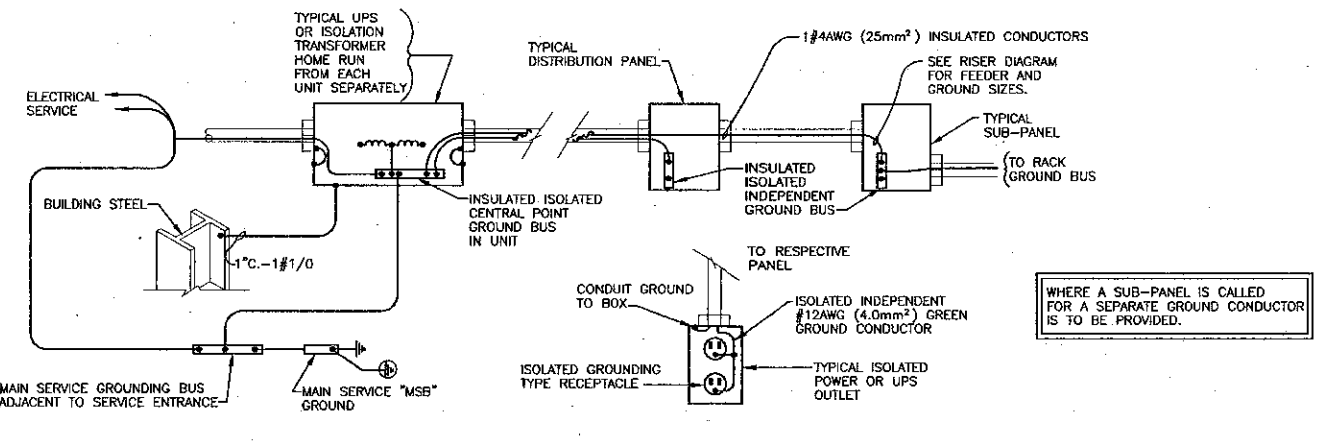 TYPICAL UPS
OR ISOLATION
TRANSFORMER
HOME RUN
FROM EACH
UNIT SEPARATELY
ELECTRICAL
SERVICE
TYPICAL
DISTRIBUTION PANEL
1#4AWG (25mm²) INSULATED CONDUCTORS
SEE RISER DIAGRAM
FOR FEEDER AND
GROUND SIZES.
TYPICAL
SUB-PANEL
TO RACK
GROUND BUS
BUILDING STEEL
1"C.-1#1/0
INSULATED ISOLATED
CENTRAL POINT
GROUND BUS
IN UNIT
INSULATED
ISOLATED
INDEPENDENT
GROUND BUS
TO RESPECTIVE
PANEL
CONDUIT GROUND
TO BOX
ISOLATED INDEPENDENT
#12AWG (4.0mm²) GREEN
GROUND CONDUCTOR
ISOLATED GROUNDING
TYPE RECEPTACLE
TYPICAL ISOLATED
POWER OR UPS
OUTLET
WHERE A SUB-PANEL IS CALLED
FOR A SEPARATE GROUND CONDUCTOR
IS TO BE PROVIDED.
MAIN SERVICE GROUNDING BUS
ADJACENT TO SERVICE ENTRANCE
MAIN SERVICE "MSB"
GROUND